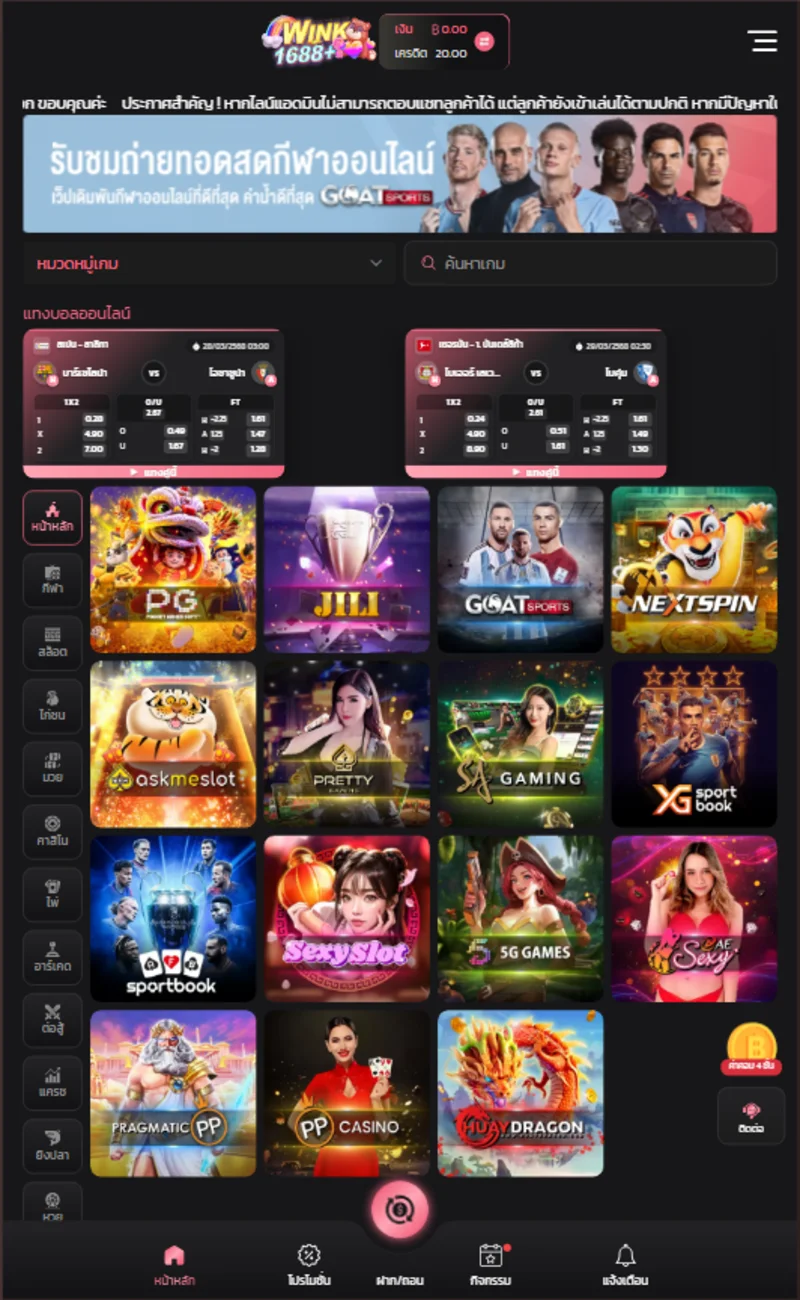 WINK
1688+
เงิน ฿0.00
เครดิต 20.00
ขอบคุณค่ะ ประกาศสำคัญ ! หากไลน์แอดมินไม่สามารถตอบแชทลูกค้าได้ แต่ลูกค้ายังเข้าเล่นได้ตามปกติ หากมีปัญหา
รับชมถ่ายทอดสดกีฬาออนไลน์
เว็ปเดิมพันกีฬาออนไลน์ที่ดีที่สุด ค่าน้ำดีที่สุด GOAT SPORTS
หมวดหมู่เกม
ค้นหาเกม
แทงบอลออนไลน์
สเปน - ลาลีกา 28/03/2568 03:00
บาร์เซโลน่า VS โอซาซูน่า
1X2 O/U FT
2.87
1 0.28
X 4.90
2 7.00
O 0.49
U 1.67
H -2.25 1.61
A 1.25 1.47
H -2 1.28
แทงคู่นี้
เยอรมัน - 1. บันเดสลีก้า 29/03/2568 02:30
VS โบคุ่ม
1X2 O/U FT
2.61
1 0.24
X 4.90
2 8.90
O 0.51
U 1.61
H -2.25 1.61
A 1.25 1.49
H -2 1.30
แทงคู่นี้
หน้าหลัก
กีฬา
สล็อต
ไก่ชน
มวย
คาสิโน
ไพ่
อาร์เคด
ต่อสู้
แครช
ยิงปลา
หวย
PG
JILI
GOAT SPORTS
NEXTSPIN
askmeslot
PRETTY
GAMING
SA GAMING
XG sport
book
sportbook
SexySlot
5G GAMES
AE
Sexy
PRAGMATIC PP
PP CASINO
HUAYDRAGON
ค่าคอม 4 ชั้น
ติดต่อ
หน้าหลัก
โปรโมชั่น
ฝาก/ถอน
กิจกรรม
แจ้งเตือน